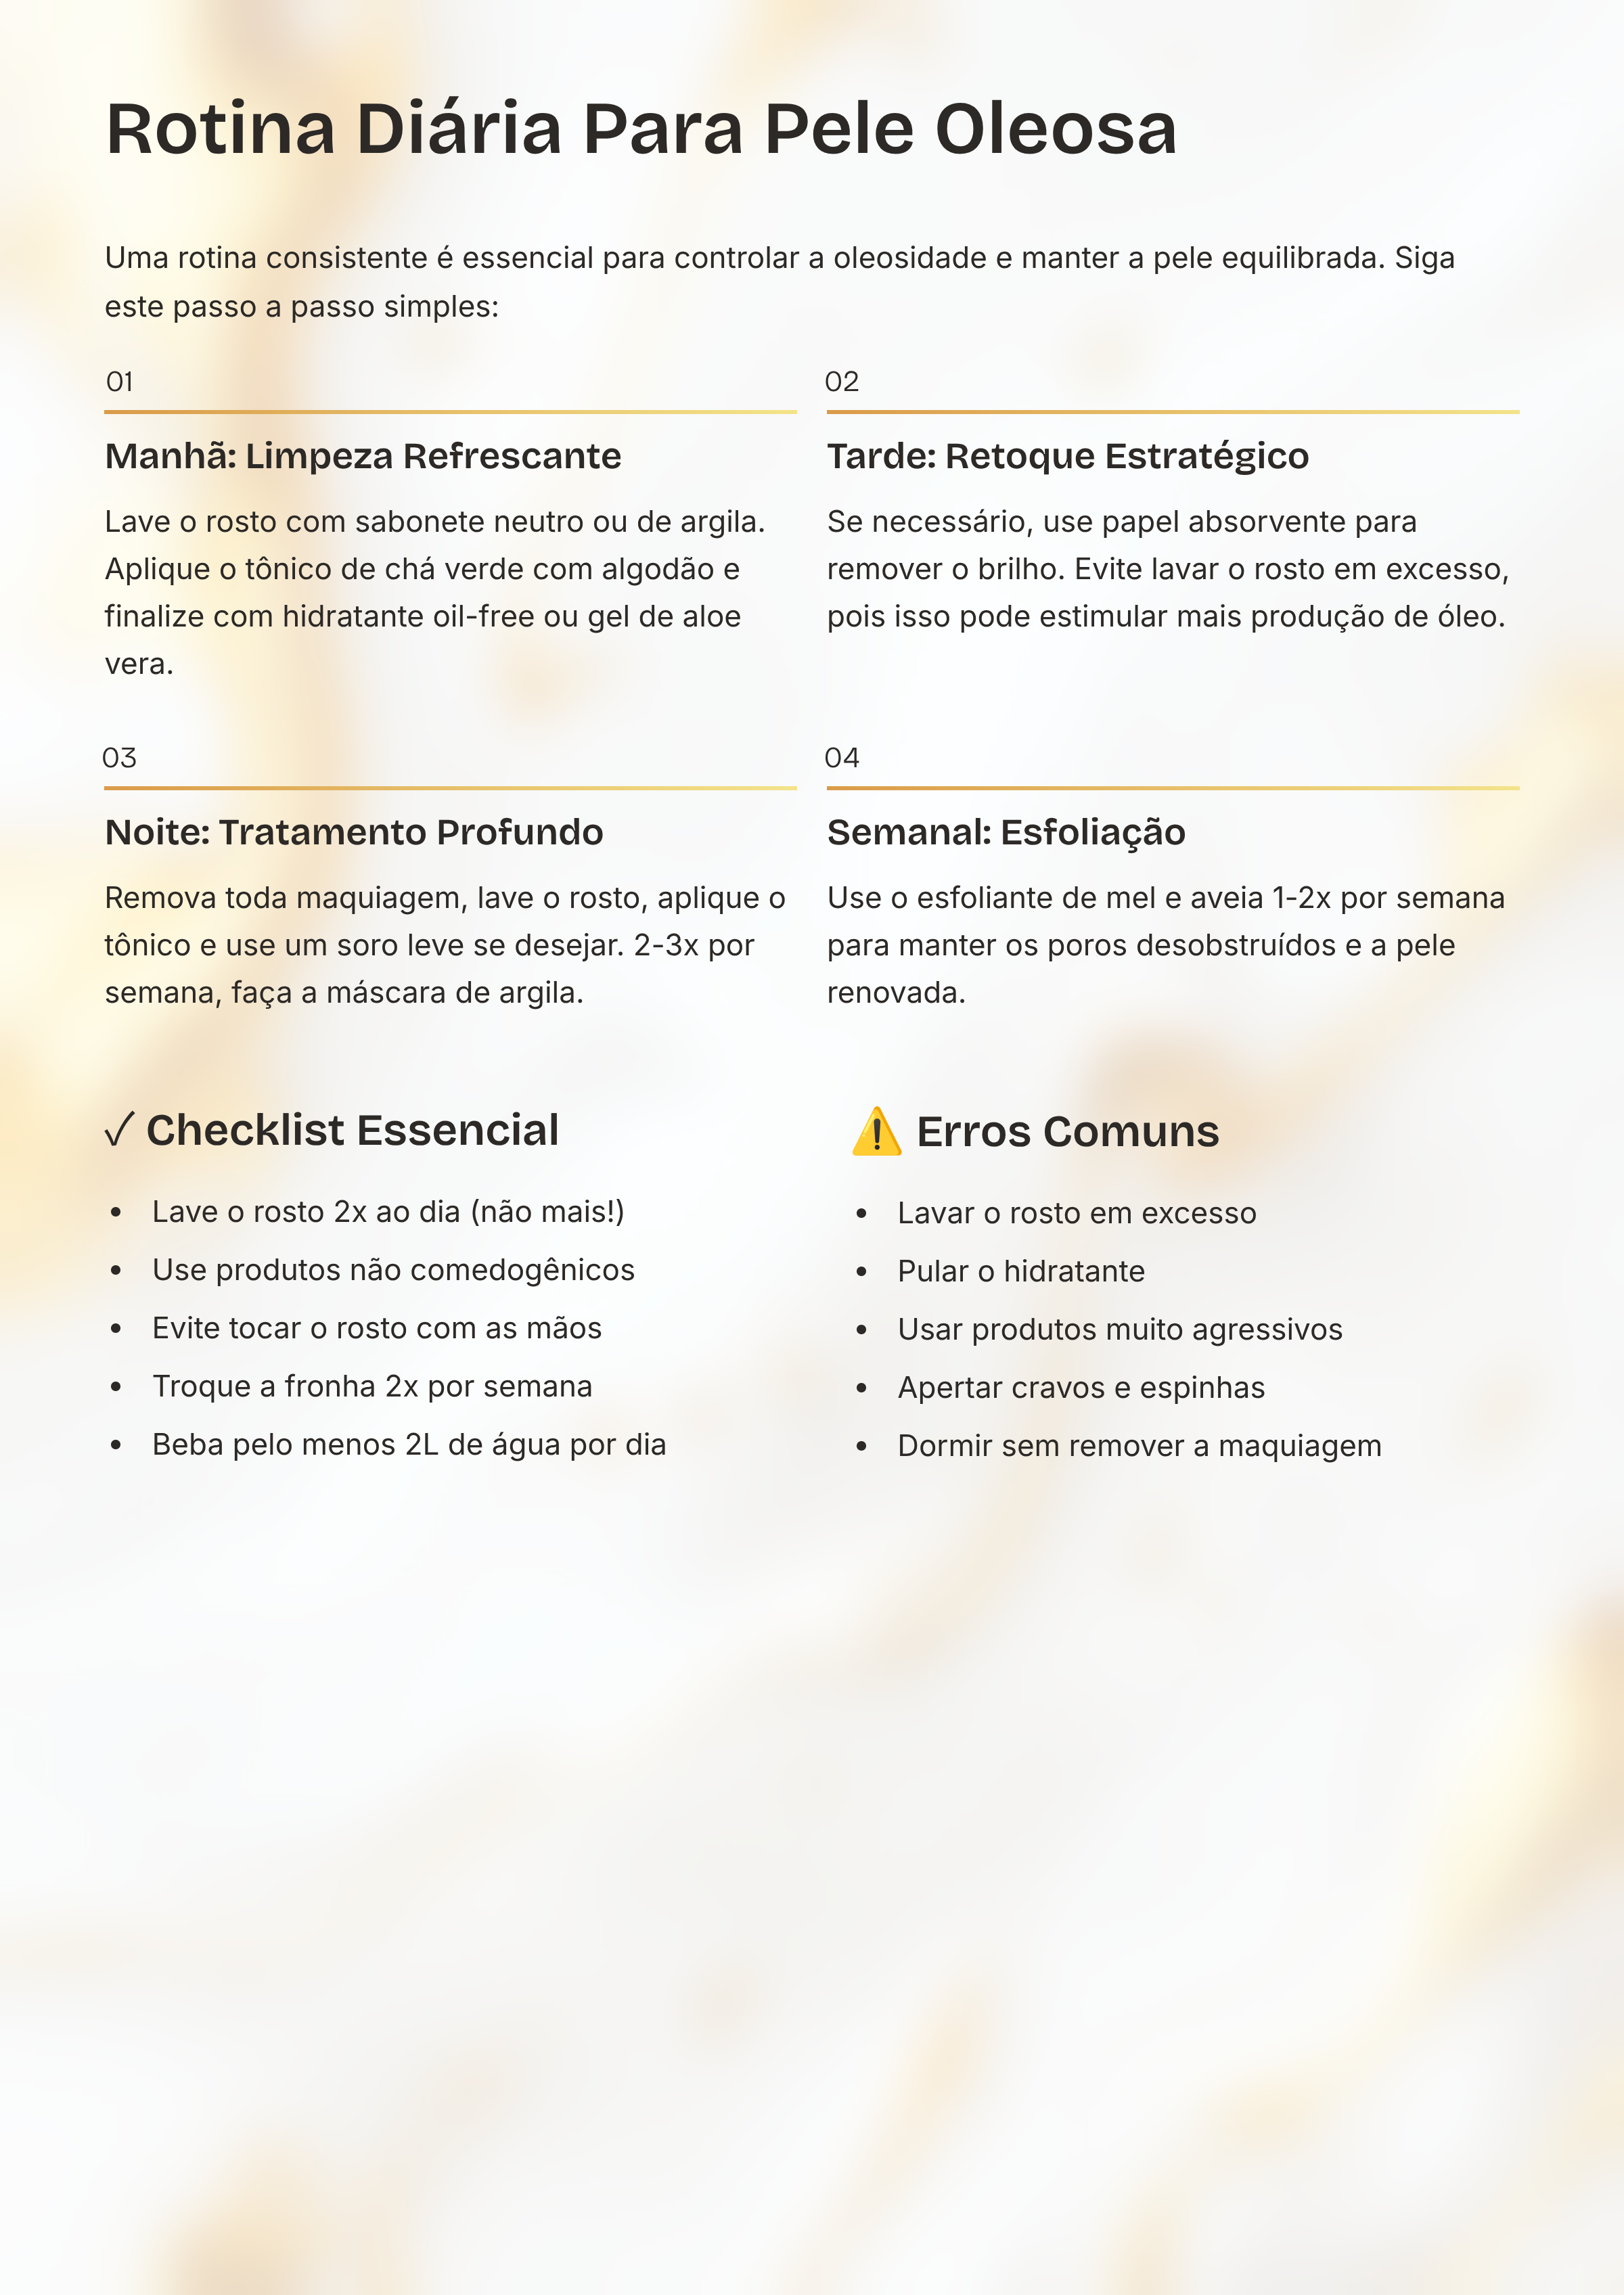 Rotina Diária Para Pele Oleosa
Uma rotina consistente é essencial para controlar a oleosidade e manter a pele equilibrada. Siga
este passo a passo simples:
01
Manhã: Limpeza Refrescante
Lave o rosto com sabonete neutro ou de argila.
Aplique o tônico de chá verde com algodão e
finalize com hidratante oil-free ou gel de aloe
vera.
02
Tarde: Retoque Estratégico
Se necessário, use papel absorvente para
remover o brilho. Evite lavar o rosto em excesso,
pois isso pode estimular mais produção de óleo.
03
Noite: Tratamento Profundo
Remova toda maquiagem, lave o rosto, aplique o
tônico e use um soro leve se desejar. 2-3x por
semana, faça a máscara de argila.
04
Semanal: Esfoliação
Use o esfoliante de mel e aveia 1-2x por semana
para manter os poros desobstruídos e a pele
renovada.
✓ Checklist Essencial
• Lave o rosto 2x ao dia (não mais!)
• Use produtos não comedogênicos
• Evite tocar o rosto com as mãos
• Troque a fronha 2x por semana
• Beba pelo menos 2L de água por dia
⚠️ Erros Comuns
• Lavar o rosto em excesso
• Pular o hidratante
• Usar produtos muito agressivos
• Apertar cravos e espinhas
• Dormir sem remover a maquiagem